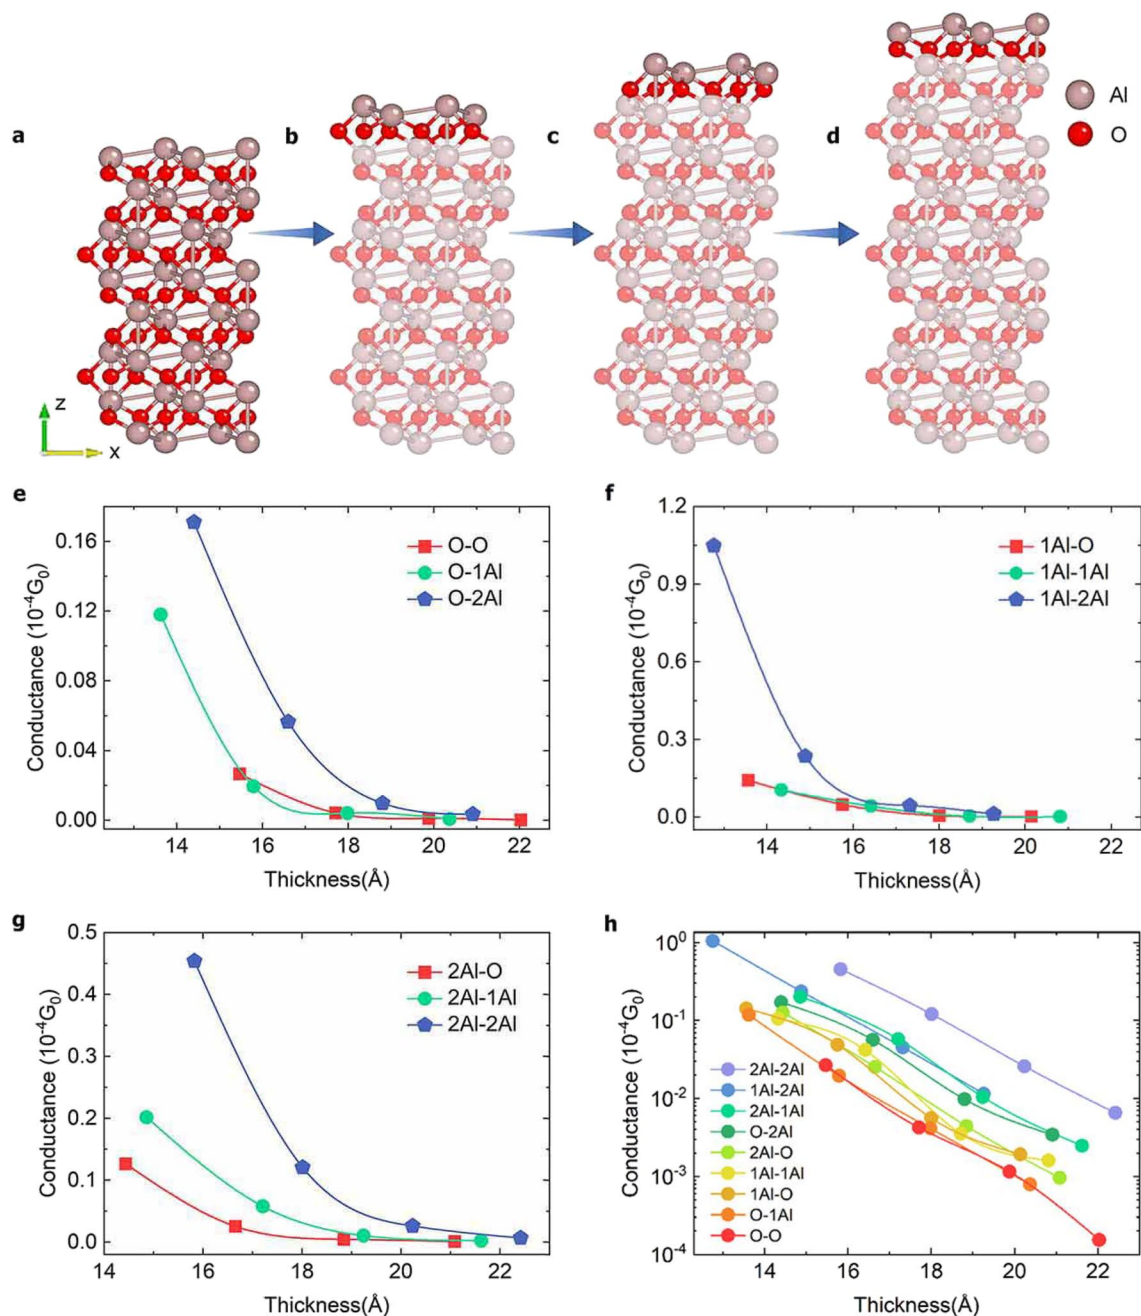 a
b
c
d
Al
O
z
x
e
Conductance (10⁻⁴G₀)
0.16
0.12
0.08
0.04
0.00
14 16 18 20 22
Thickness(Å)
O-O
O-1Al
O-2Al
f
Conductance (10⁻⁴G₀)
1.2
0.9
0.6
0.3
0.0
14 16 18 20
Thickness(Å)
1Al-O
1Al-1Al
1Al-2Al
g
Conductance (10⁻⁴G₀)
0.5
0.4
0.3
0.2
0.1
0.0
14 16 18 20 22
Thickness(Å)
2Al-O
2Al-1Al
2Al-2Al
h
Conductance (10⁻⁴G₀)
10⁰
10⁻¹
10⁻²
10⁻³
10⁻⁴
14 16 18 20 22
Thickness(Å)
2Al-2Al
1Al-2Al
2Al-1Al
O-2Al
2Al-O
1Al-1Al
1Al-O
O-1Al
O-O